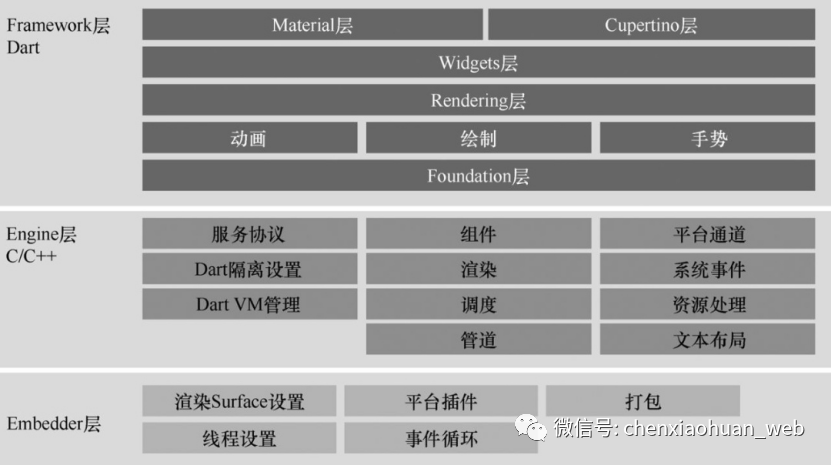 Framework层
Dart
Material层
Cupertino层
Widgets层
Rendering层
动画
绘制
手势
Foundation层
Engine层
C/C++
服务协议
组件
平台通道
Dart隔离设置
渲染
系统事件
Dart VM管理
调度
资源处理
管道
文本布局
Embedder层
渲染Surface设置
平台插件
打包
线程设置
事件循环
微信号: chenxiaohuan_web